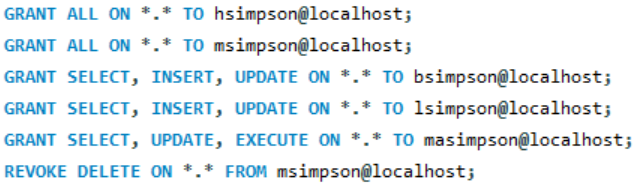 GRANT ALL ON *.* TO hsimpson@localhost;
GRANT ALL ON *.* TO msimpson@localhost;
GRANT SELECT, INSERT, UPDATE ON *.* TO bsimpson@localhost;
GRANT SELECT, INSERT, UPDATE ON *.* TO lsimpson@localhost;
GRANT SELECT, UPDATE, EXECUTE ON *.* TO masimpson@localhost;
REVOKE DELETE ON *.* FROM msimpson@localhost;